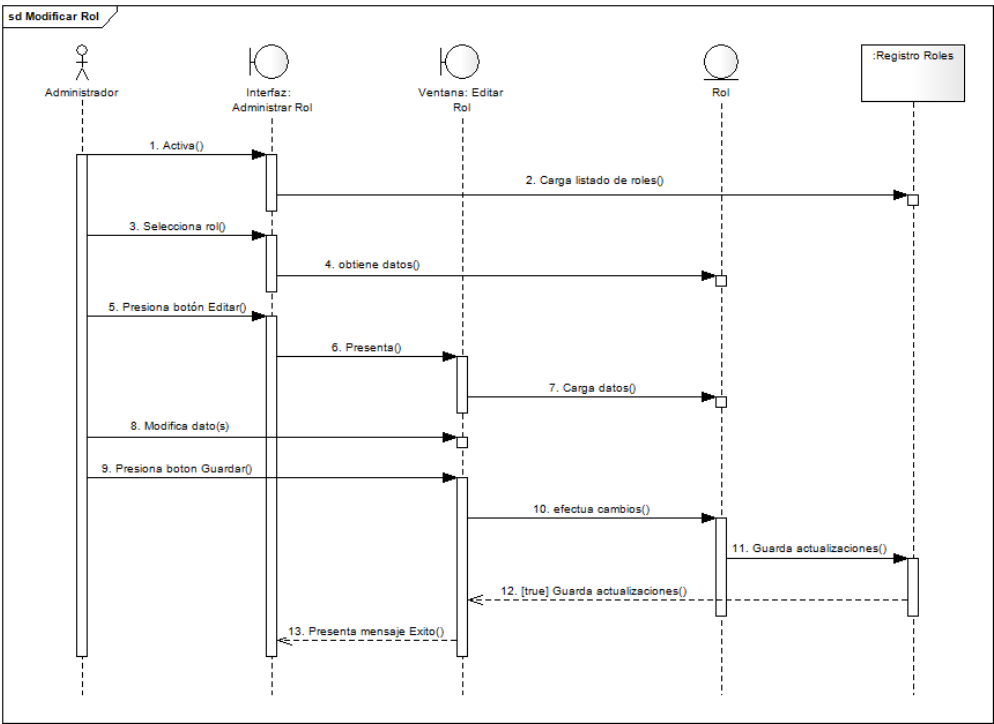 sd Modificar Rol
Administrador
Interfaz:
Administrar Rol
Ventana: Editar
Rol
Rol
:Registro Roles
1. Activa()
2. Carga listado de roles()
3. Selecciona rol()
4. obtiene datos()
5. Presiona botón Editar()
6. Presenta()
7. Carga datos()
8. Modifica dato(s)
9. Presiona boton Guardar()
10. efectua cambios()
11. Guarda actualizaciones()
12. [true] Guarda actualizaciones()
13. Presenta mensaje Exito()